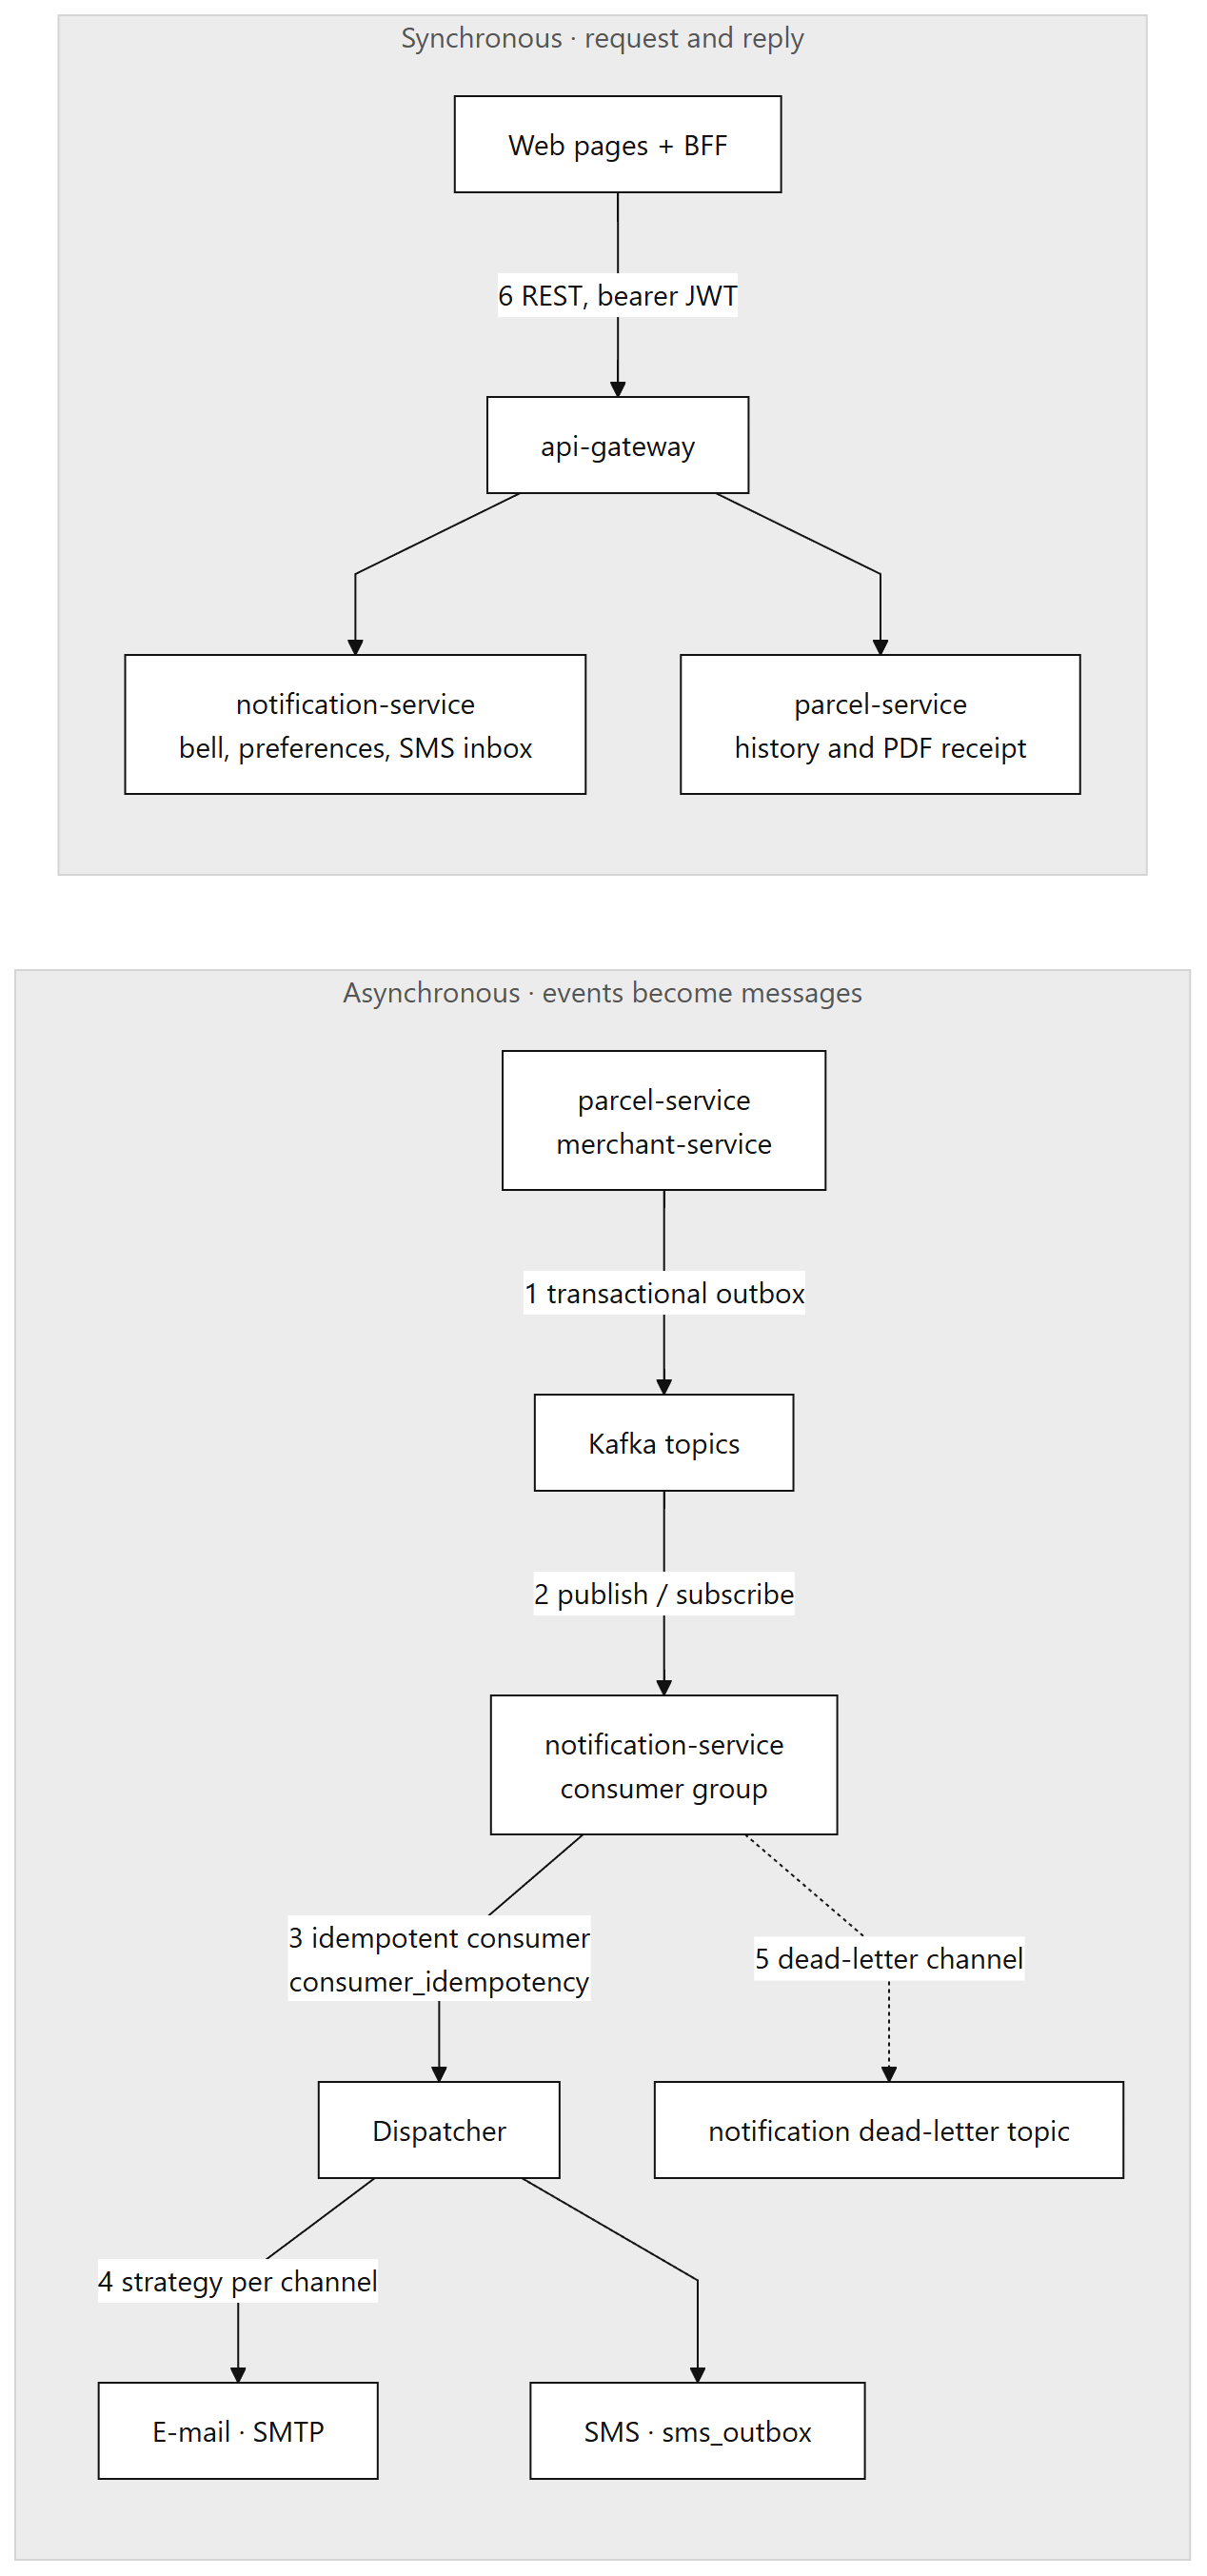 Synchronous · request and reply
Web pages + BFF
6 REST, bearer JWT
api-gateway
notification-service
bell, preferences, SMS inbox
parcel-service
history and PDF receipt
Asynchronous · events become messages
parcel-service
merchant-service
1 transactional outbox
Kafka topics
2 publish / subscribe
notification-service
consumer group
3 idempotent consumer
consumer_idempotency
5 dead-letter channel
Dispatcher
notification dead-letter topic
4 strategy per channel
E-mail · SMTP
SMS · sms_outbox